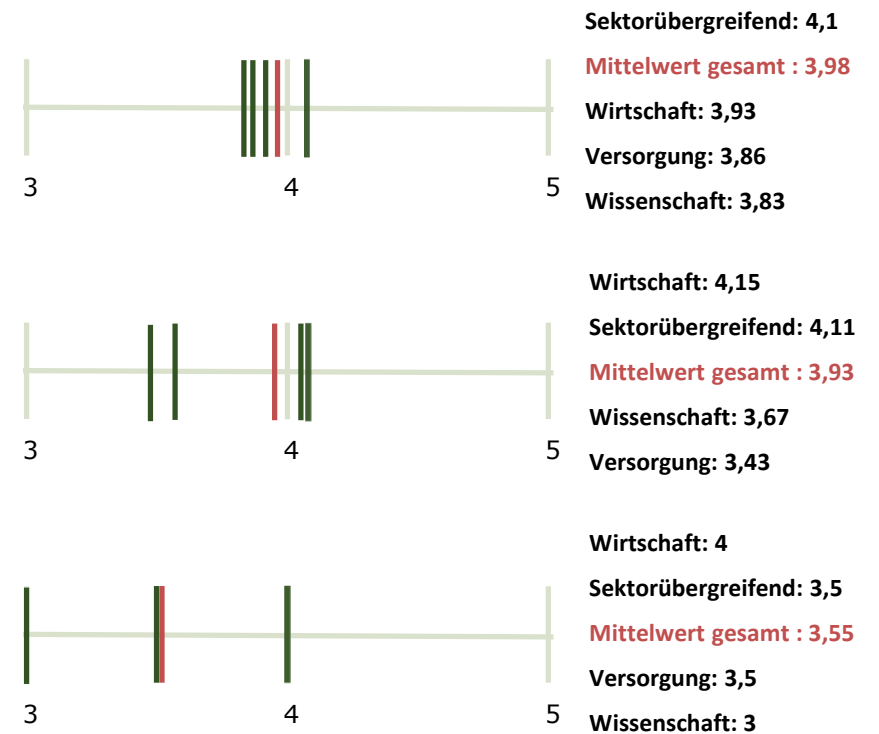 Sektorübergreifend: 4,1
Mittelwert gesamt : 3,98
Wirtschaft: 3,93
Versorgung: 3,86
Wissenschaft: 3,83
3 4 5
Wirtschaft: 4,15
Sektorübergreifend: 4,11
Mittelwert gesamt : 3,93
Wissenschaft: 3,67
Versorgung: 3,43
3 4 5
Wirtschaft: 4
Sektorübergreifend: 3,5
Mittelwert gesamt : 3,55
Versorgung: 3,5
Wissenschaft: 3
3 4 5